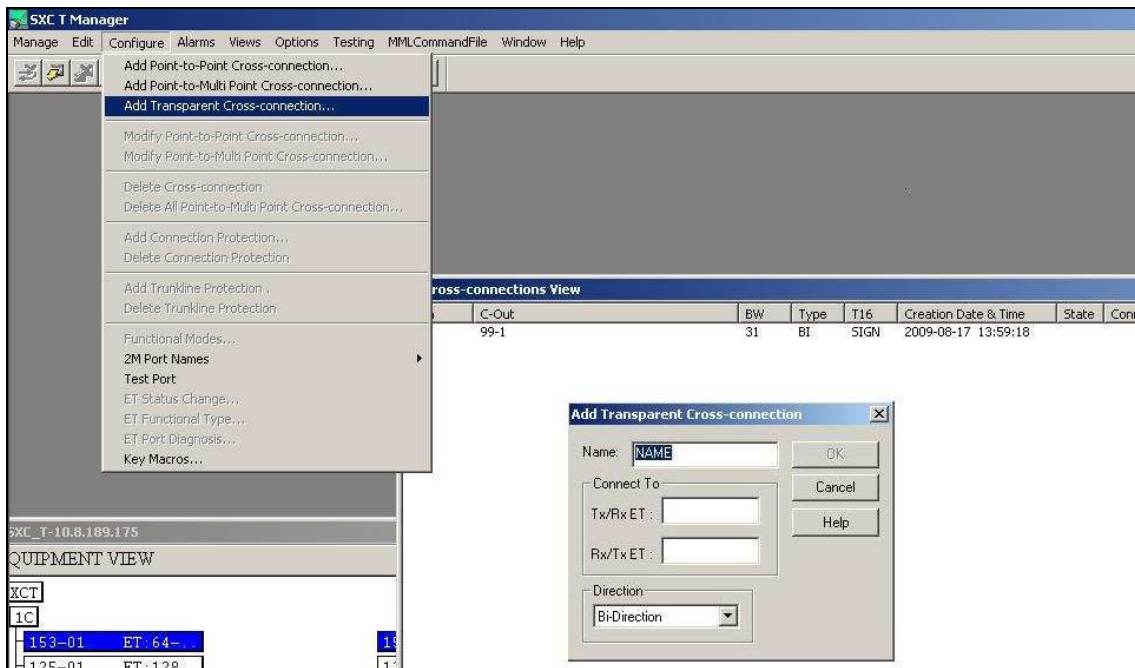 SXC T Manager
Manage Edit Configure Alarms Views Options Testing MMLCommandFile Window Help
Add Point-to-Point Cross-connection...
Add Point-to-Multi Point Cross-connection...
Add Transparent Cross-connection...
Modify Point-to-Point Cross-connection...
Modify Point-to-Multi Point Cross-connection...
Delete Cross-connection
Delete All Point-to-Multi Point Cross-connection...
Add Connection Protection...
Delete Connection Protection
Add Trunkline Protection .
Delete Trunkline Protection
Functional Modes...
2M Port Names
Test Port
ET Status Change...
ET Functional Type...
ET Port Diagnosis...
Key Macros...
ross-connections View
C-Out BW Type T16 Creation Date & Time State Conn
99-1 31 BI SIGN 2009-08-17 13:59:18
Add Transparent Cross-connection
Name: NAME
OK
Connect To
Cancel
Tx/Rx ET :
Help
Rx/Tx ET :
Direction
Bi-Direction
SXC_T-10.8.189.175
QUIPMENT VIEW
XCT
1C
153-01 ET:64-..
125-01 ET:128